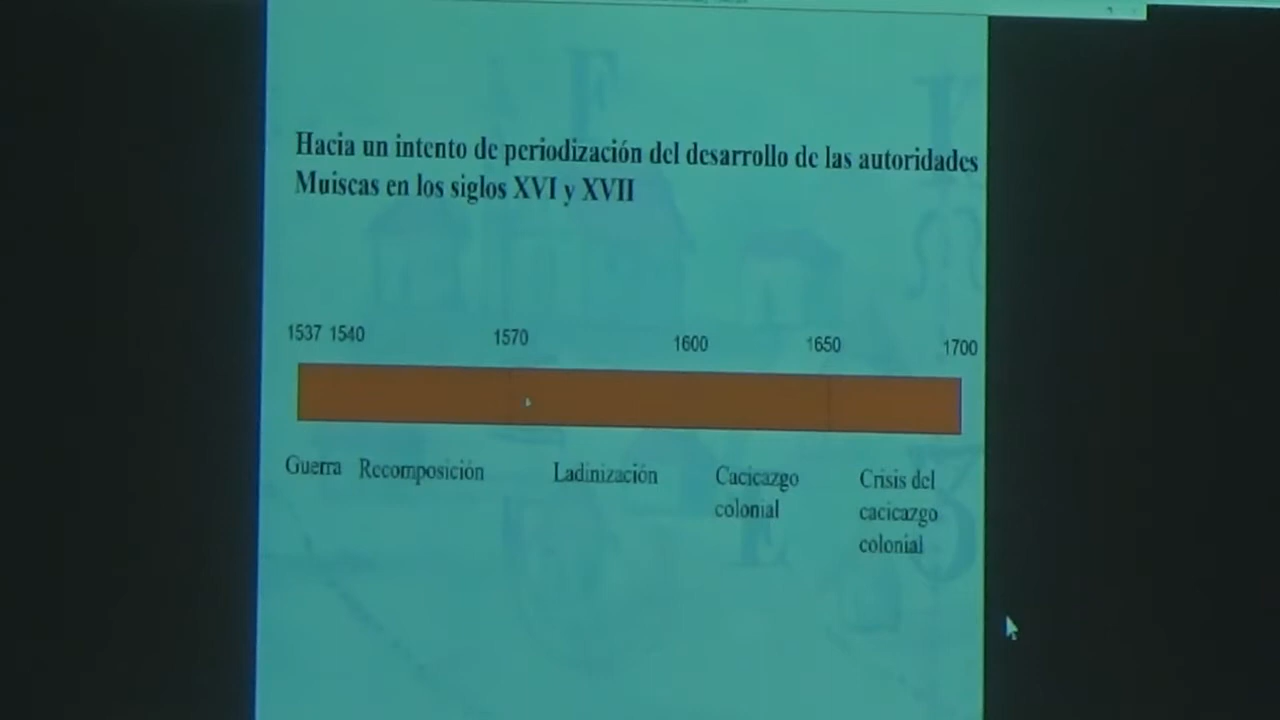 Hacia un intento de periodización del desarrollo de las autoridades
Muiscas en los siglos XVI y XVII
1537 1540 1570 1600 1650 1700
Guerra Recomposición Ladinización Cacicazgo colonial Crisis del cacicazgo colonial